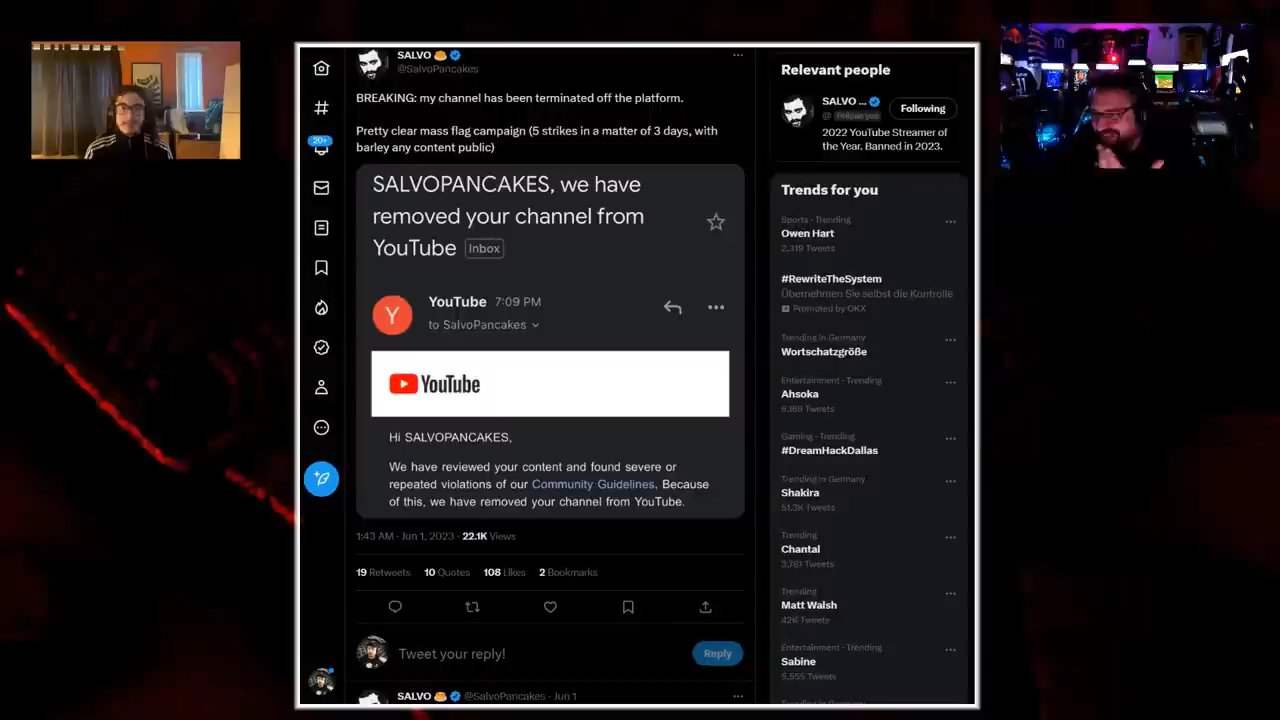 SALVO
@SalvoPancakes
BREAKING: my channel has been terminated off the platform.
Pretty clear mass flag campaign (5 strikes in a matter of 3 days, with
barley any content public)
SALVOPANCAKES, we have
removed your channel from
YouTube Inbox
Y
YouTube 7:09 PM
to SalvoPancakes
YouTube
Hi SALVOPANCAKES,
We have reviewed your content and found severe or
repeated violations of our Community Guidelines. Because
of this, we have removed your channel from YouTube.
1:43 AM · Jun 1, 2023 · 22.1K Views
19 Retweets 10 Quotes 108 Likes 2 Bookmarks
Tweet your reply!
Reply
SALVO @SalvoPancakes · Jun 1
20+
Relevant people
SALVO ...
Following
2022 YouTube Streamer of
the Year. Banned in 2023.
Trends for you
Sports · Trending
Owen Hart
2,319 Tweets
#RewriteTheSystem
Übernehmen Sie selbst die Kontrolle
Promoted by OKX
Trending in Germany
Wortschatzgröße
Entertainment · Trending
Ahsoka
6,169 Tweets
Gaming · Trending
#DreamHackDallas
Trending in Germany
Shakira
51.3K Tweets
Trending
Chantal
3,761 Tweets
Trending
Matt Walsh
42K Tweets
Entertainment · Trending
Sabine
5,555 Tweets